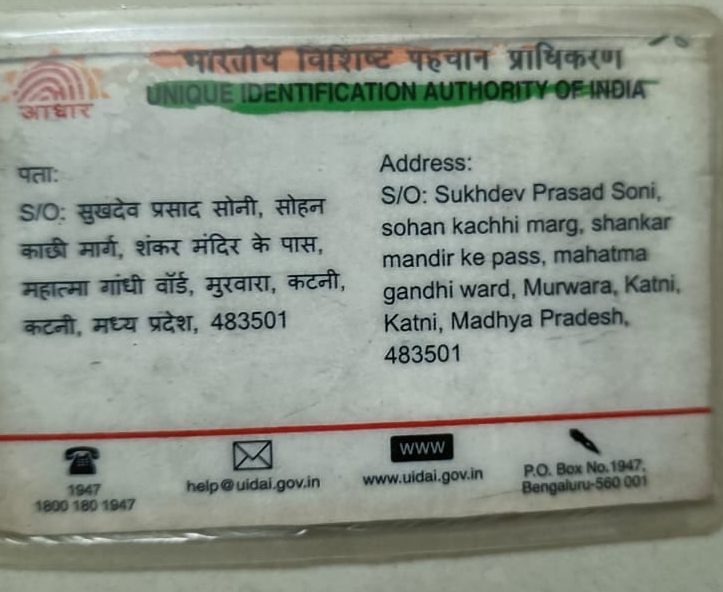 भारतीय विशिष्ट पहचान प्राधिकरण
UNIQUE IDENTIFICATION AUTHORITY OF INDIA
आधार
पता:
S/O: सुखदेव प्रसाद सोनी, सोहन
काछी मार्ग, शंकर मंदिर के पास,
महात्मा गांधी वॉर्ड, मुरवारा, कटनी,
कटनी, मध्य प्रदेश, 483501
Address:
S/O: Sukhdev Prasad Soni,
sohan kachhi marg, shankar
mandir ke pass, mahatma
gandhi ward, Murwara, Katni,
Katni, Madhya Pradesh,
483501
1947
1800 180 1947
help@uidai.gov.in
WWW
www.uidai.gov.in
P.O. Box No.1947,
Bengaluru-560 001